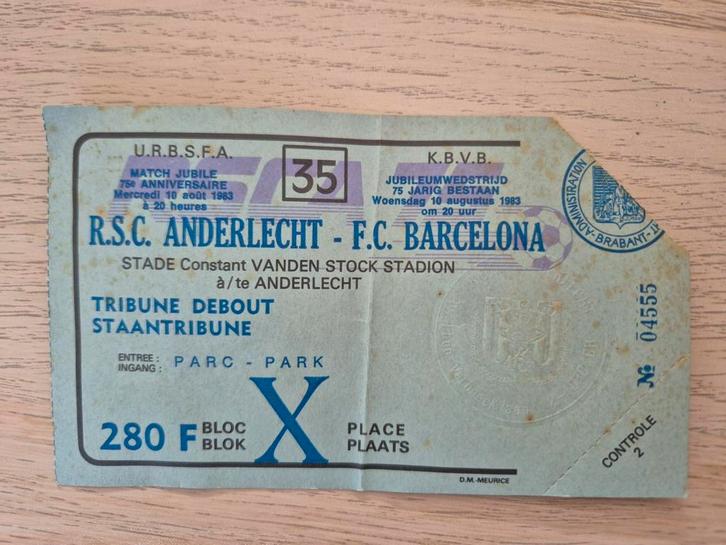 U.R.B.S.F.A.
35
K.B.V.B.
MATCH JUBILE
75e ANNIVERSAIRE
Mercredi 10 août 1983
à 20 heures
JUBILEUMWEDSTRIJD
75 JARIG BESTAAN
Woensdag 10 augustus 1983
om 20 uur
R.S.C. ANDERLECHT - F.C. BARCELONA
STADE Constant VANDEN STOCK STADION
à/te ANDERLECHT
TRIBUNE DEBOUT
STAANTRIBUNE
ENTREE :
INGANG :
PARC - PARK
280 F
BLOC
BLOK
X
PLACE
PLAATS
D.M.-MEURICE
ADMINISTRATION
BRABANT
№ 04555
CONTROLE
2